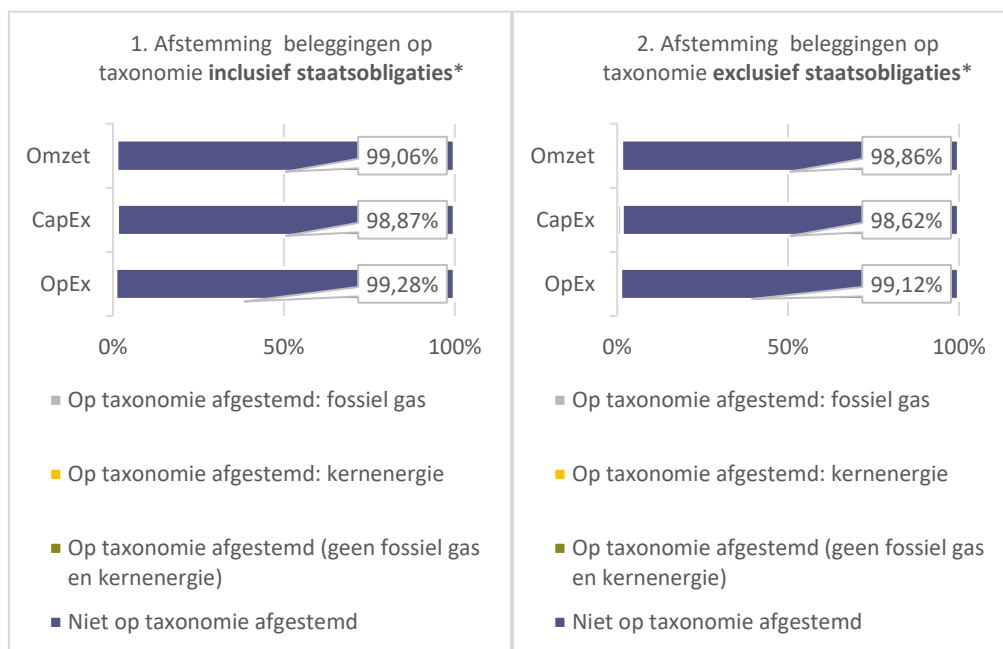 1. Afstemming beleggingen op
taxonomie inclusief staatsobligaties*
Omzet
99,06%
CapEx
98,87%
OpEx
99,28%
0%
50%
100%
Op taxonomie afgestemd: fossiel gas
Op taxonomie afgestemd: kernenergie
Op taxonomie afgestemd (geen fossiel gas
en kernenergie)
Niet op taxonomie afgestemd
2. Afstemming beleggingen op
taxonomie exclusief staatsobligaties*
Omzet
98,86%
CapEx
98,62%
OpEx
99,12%
0%
50%
100%
Op taxonomie afgestemd: fossiel gas
Op taxonomie afgestemd: kernenergie
Op taxonomie afgestemd (geen fossiel gas
en kernenergie)
Niet op taxonomie afgestemd